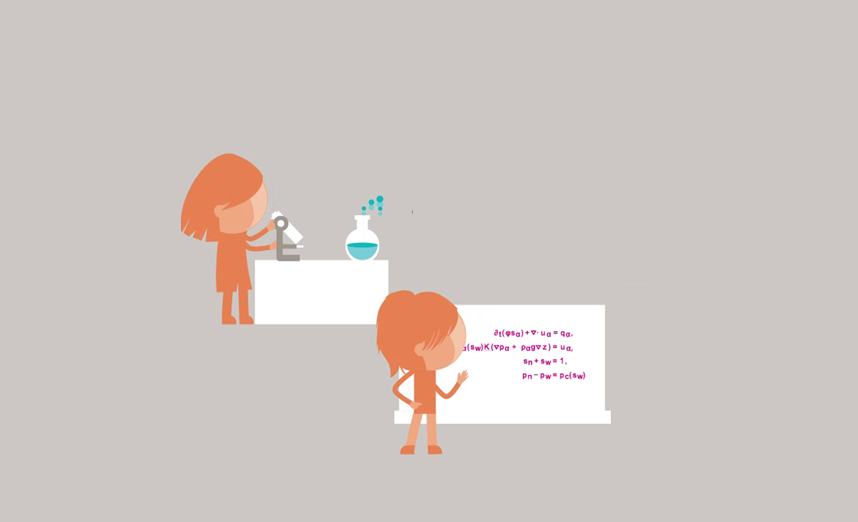 ∂t(φsα)+∇·uα=qα,
α(sw)K(∇pα+ ραg∇z)=uα,
sn+sw=1,
pn−pw=pc(sw)